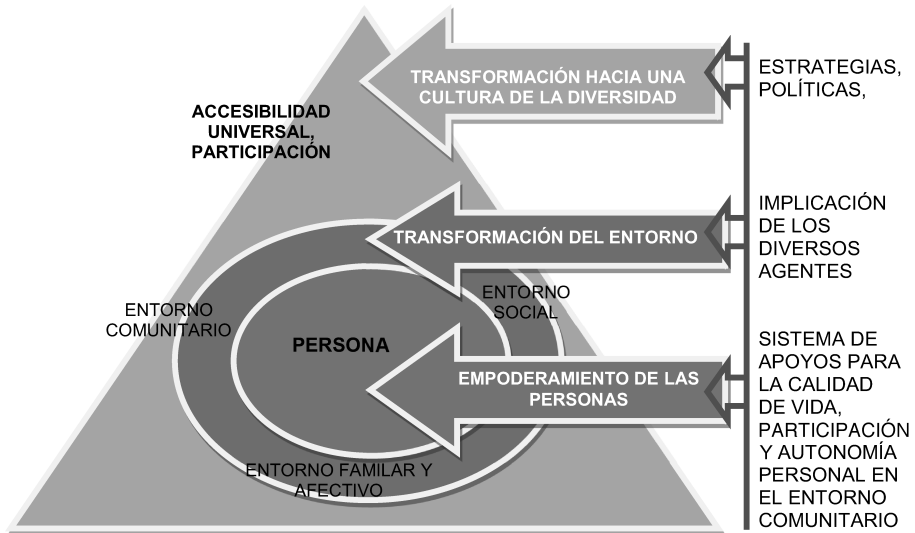 TRANSFORMACIÓN HACIA UNA
CULTURA DE LA DIVERSIDAD
ESTRATEGIAS,
POLÍTICAS,
ACCESIBILIDAD
UNIVERSAL,
PARTICIPACIÓN
TRANSFORMACIÓN DEL ENTORNO
IMPLICACIÓN
DE LOS
DIVERSOS
AGENTES
ENTORNO
COMUNITARIO
ENTORNO
SOCIAL
PERSONA
EMPODERAMIENTO DE LAS
PERSONAS
SISTEMA DE
APOYOS PARA
LA CALIDAD
DE VIDA,
PARTICIPACIÓN
Y AUTONOMÍA
PERSONAL EN
EL ENTORNO
COMUNITARIO
ENTORNO FAMILAR Y
AFECTIVO